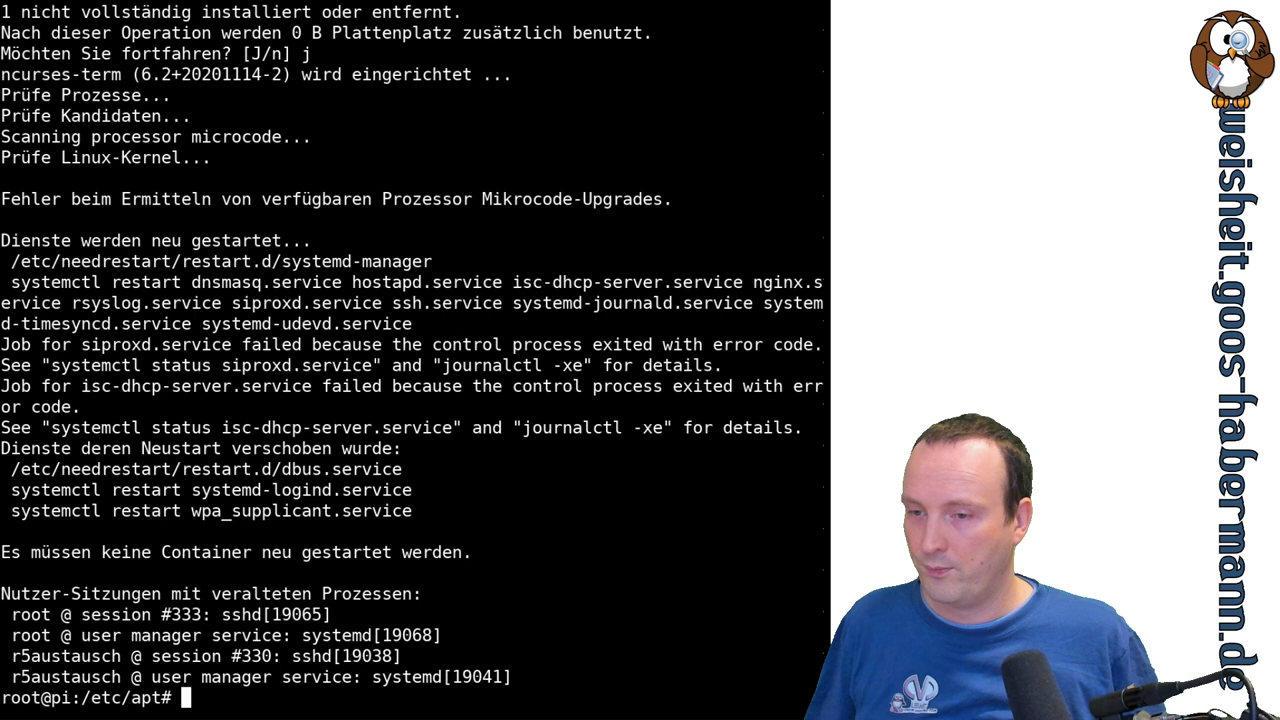 1 nicht vollständig installiert oder entfernt.
Nach dieser Operation werden 0 B Plattenplatz zusätzlich benutzt.
Möchten Sie fortfahren? [J/n] j
ncurses-term (6.2+20201114-2) wird eingerichtet ...
Prüfe Prozesse...
Prüfe Kandidaten...
Scanning processor microcode...
Prüfe Linux-Kernel...
Fehler beim Ermitteln von verfügbaren Prozessor Mikrocode-Upgrades.
Dienste werden neu gestartet...
/etc/needrestart/restart.d/systemd-manager
systemctl restart dnsmasq.service hostapd.service isc-dhcp-server.service nginx.s
ervice rsyslog.service siproxd.service ssh.service systemd-journald.service system
d-timesyncd.service systemd-udevd.service
Job for siproxd.service failed because the control process exited with error code.
See "systemctl status siproxd.service" and "journalctl -xe" for details.
Job for isc-dhcp-server.service failed because the control process exited with err
or code.
See "systemctl status isc-dhcp-server.service" and "journalctl -xe" for details.
Dienste deren Neustart verschoben wurde:
/etc/needrestart/restart.d/dbus.service
systemctl restart systemd-logind.service
systemctl restart wpa_supplicant.service
Es müssen keine Container neu gestartet werden.
Nutzer-Sitzungen mit veralteten Prozessen:
root @ session #333: sshd[19065]
root @ user manager service: systemd[19068]
r5austausch @ session #330: sshd[19038]
r5austausch @ user manager service: systemd[19041]
root@pi:/etc/apt#
weisheit.goos-habermann.de